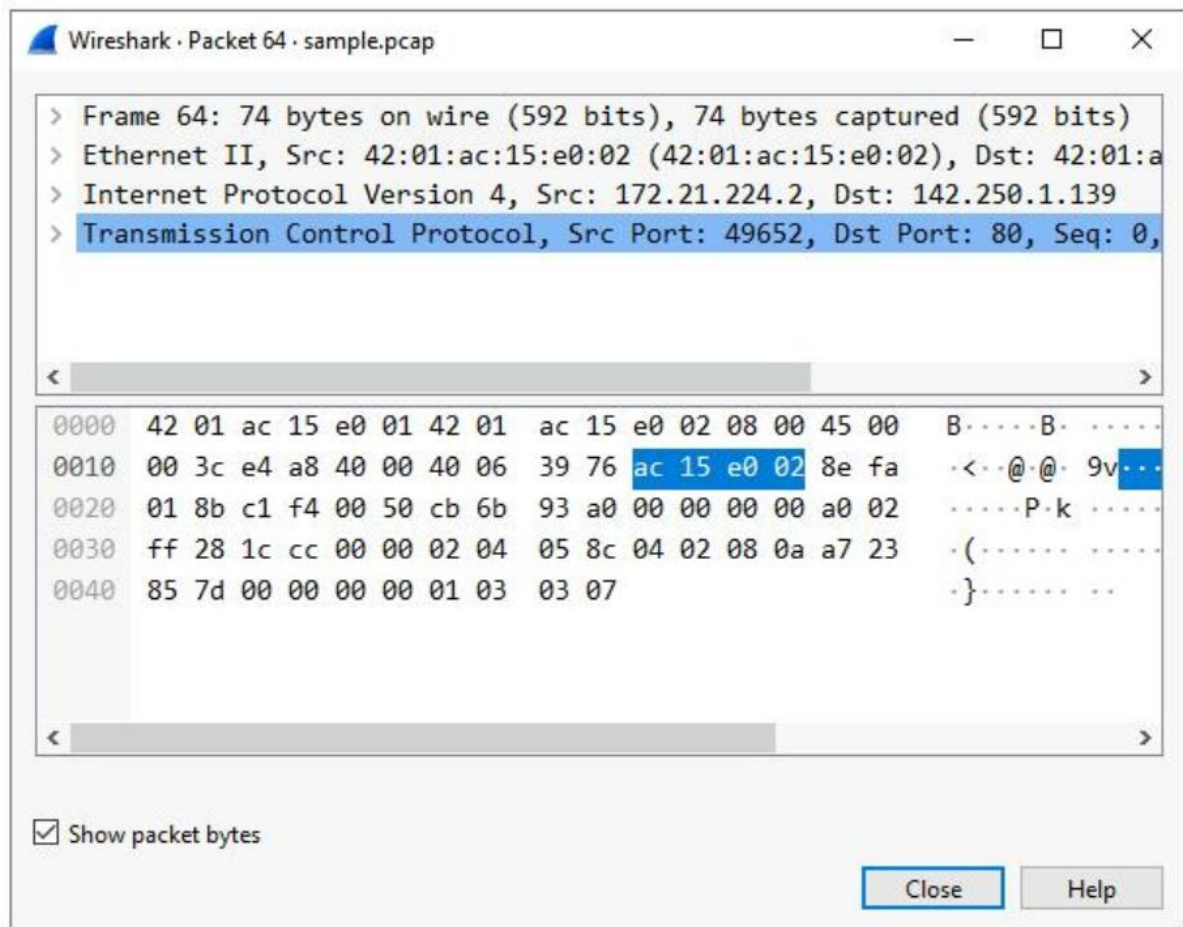 Wireshark · Packet 64 · sample.pcap
> Frame 64: 74 bytes on wire (592 bits), 74 bytes captured (592 bits)
> Ethernet II, Src: 42:01:ac:15:e0:02 (42:01:ac:15:e0:02), Dst: 42:01:a
> Internet Protocol Version 4, Src: 172.21.224.2, Dst: 142.250.1.139
> Transmission Control Protocol, Src Port: 49652, Dst Port: 80, Seq: 0,
0000 42 01 ac 15 e0 01 42 01 ac 15 e0 02 08 00 45 00 B·····B· ·····
0010 00 3c e4 a8 40 00 40 06 39 76 ac 15 e0 02 8e fa ·<··@·@· 9v···
0020 01 8b c1 f4 00 50 cb 6b 93 a0 00 00 00 00 a0 02 ·····P·k ·····
0030 ff 28 1c cc 00 00 02 04 05 8c 04 02 08 0a a7 23 ·(······ ·····
0040 85 7d 00 00 00 00 01 03 03 07 ·}······ ··
Show packet bytes
Close Help